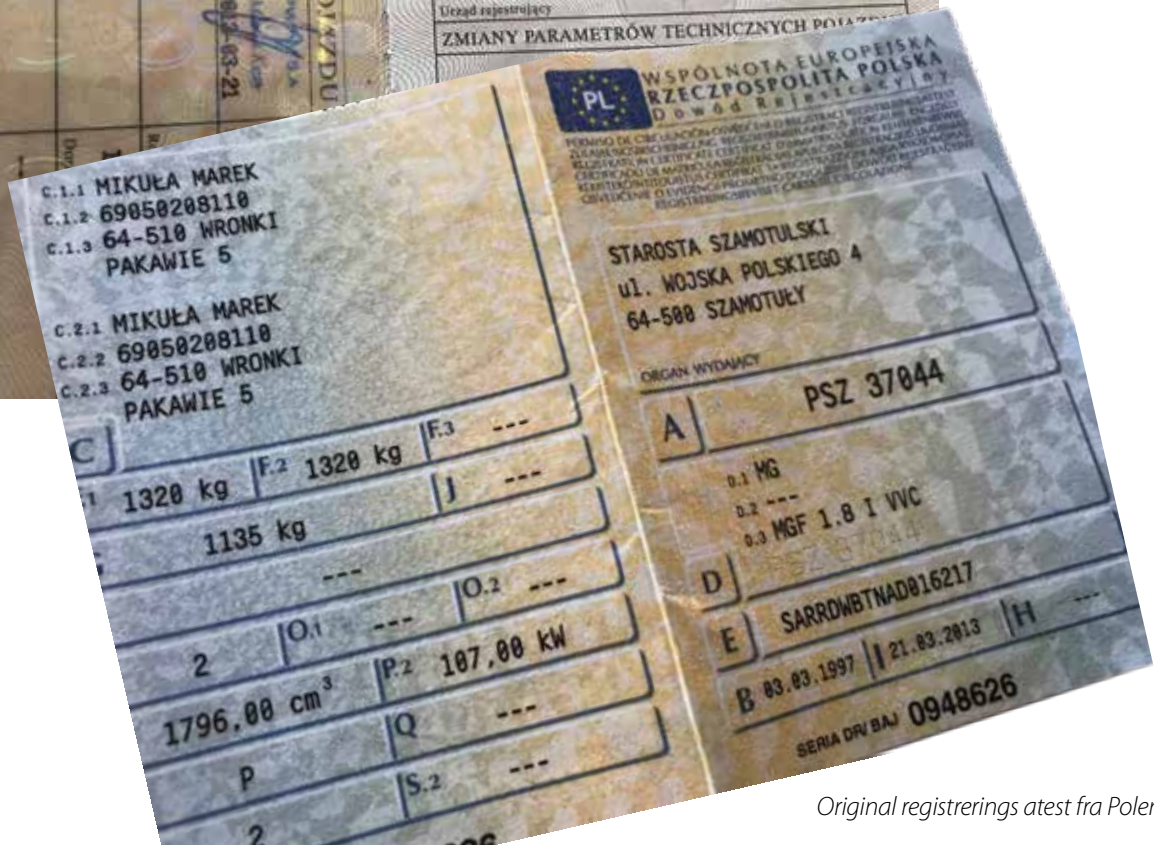 Urząd rejestrujący
ZMIANY PARAMETRÓW TECHNICZNYCH
03-21
C.1.1 MIKUŁA MAREK
C.1.2 69050208110
C.1.3 64-510 WRONKI
PAKAWIE 5
C.2.1 MIKUŁA MAREK
C.2.2 69050208110
C.2.3 64-510 WRONKI
PAKAWIE 5
C
1320 kg F.2 1320 kg F.3 ---
1135 kg J ---
---
2 O.1 --- O.2 ---
1796,00 cm³ P.2 107,00 kW
P Q ---
2 S.2 ---
PL
WSPÓLNOTA EUROPEJSKA
RZECZPOSPOLITA POLSKA
Dowód Rejestracyjny
STAROSTA SZAMOTULSKI
ul. WOJSKA POLSKIEGO 4
64-500 SZAMOTUŁY
ORGAN WYDAJĄCY
A PSZ 37044
D.1 MG
D.2 ---
D.3 MGF 1.8 I VVC
PSZ 37044
D
E SARRDWBTNAD016217
B 03.03.1997 I 21.03.2013 H ---
SERIA DR/BAJ 0948626
Original registrerings atest fra Polen